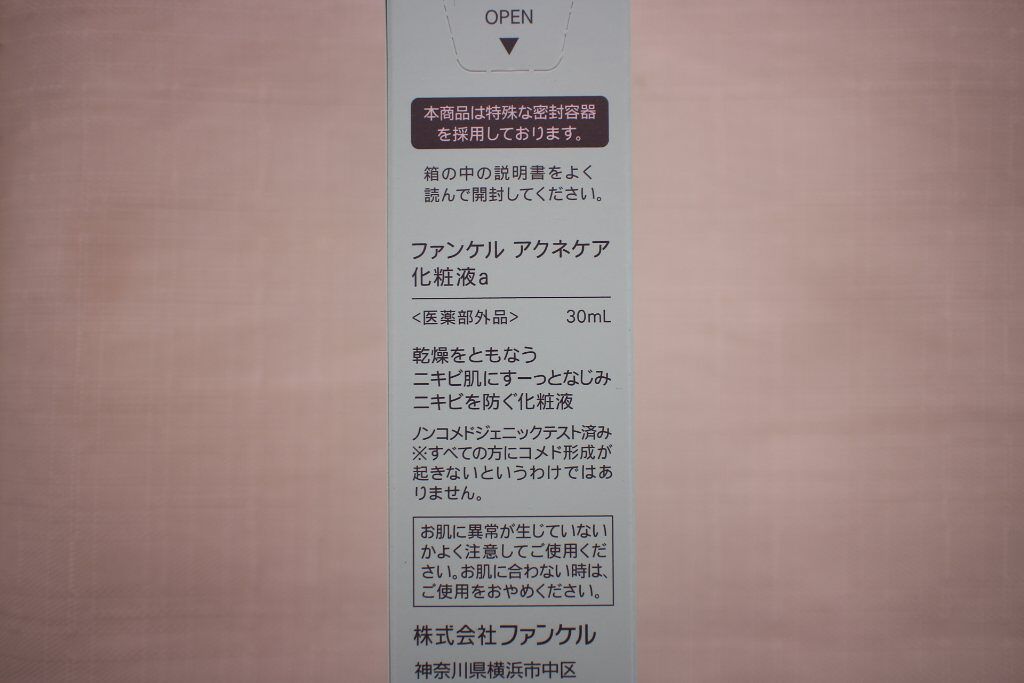 OPEN
▼
本商品は特殊な密封容器
を採用しております。
箱の中の説明書をよく
読んで開封してください。
ファンケル アクネケア
化粧液a
<医薬部外品> 30mL
乾燥をともなう
ニキビ肌にすーっとなじみ
ニキビを防ぐ化粧液
ノンコメドジェニックテスト済み
※すべての方にコメド形成が
起きないというわけではあ
りません。
お肌に異常が生じていない
かよく注意してご使用くだ
さい。お肌に合わない時は、
ご使用をおやめください。
株式会社ファンケル
神奈川県横浜市中区